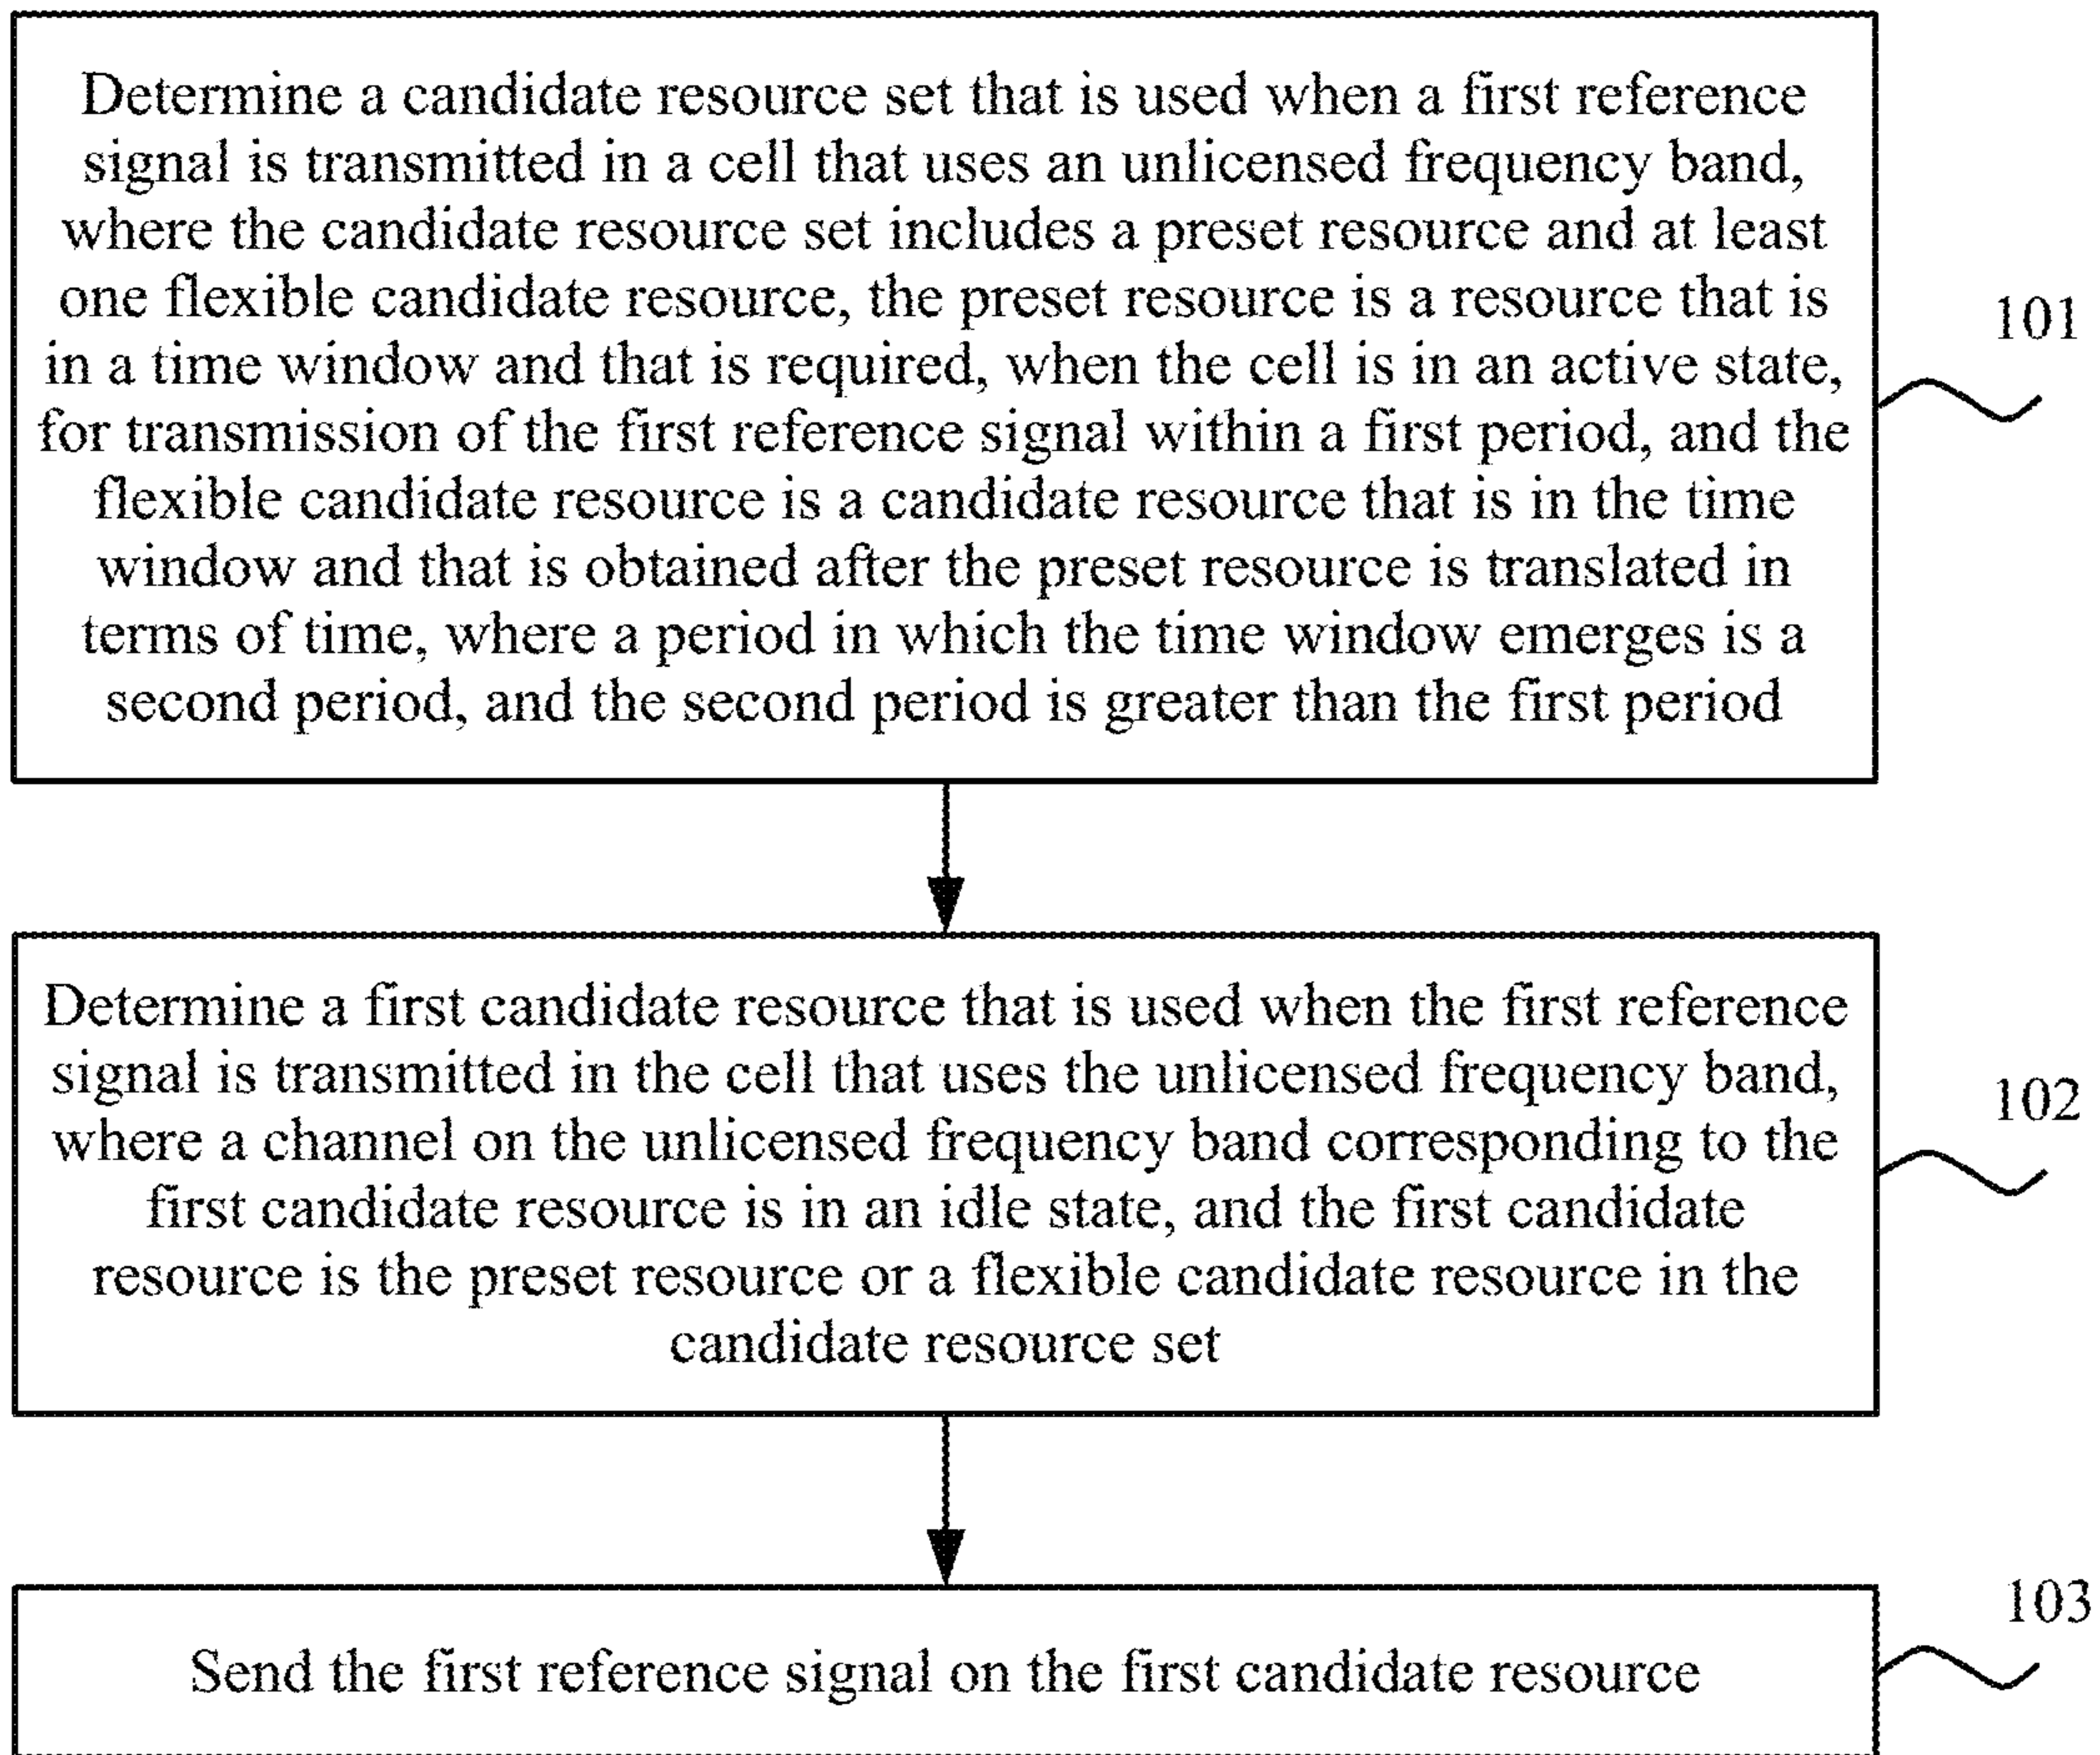 Determine a candidate resource set that is used when a first reference
signal is transmitted in a cell that uses an unlicensed frequency band,
where the candidate resource set includes a preset resource and at least
one flexible candidate resource, the preset resource is a resource that is
in a time window and that is required, when the cell is in an active state,
for transmission of the first reference signal within a first period, and the
flexible candidate resource is a candidate resource that is in the time
window and that is obtained after the preset resource is translated in
terms of time, where a period in which the time window emerges is a
second period, and the second period is greater than the first period
101
Determine a first candidate resource that is used when the first reference
signal is transmitted in the cell that uses the unlicensed frequency band,
where a channel on the unlicensed frequency band corresponding to the
first candidate resource is in an idle state, and the first candidate
resource is the preset resource or a flexible candidate resource in the
candidate resource set
102
Send the first reference signal on the first candidate resource
103